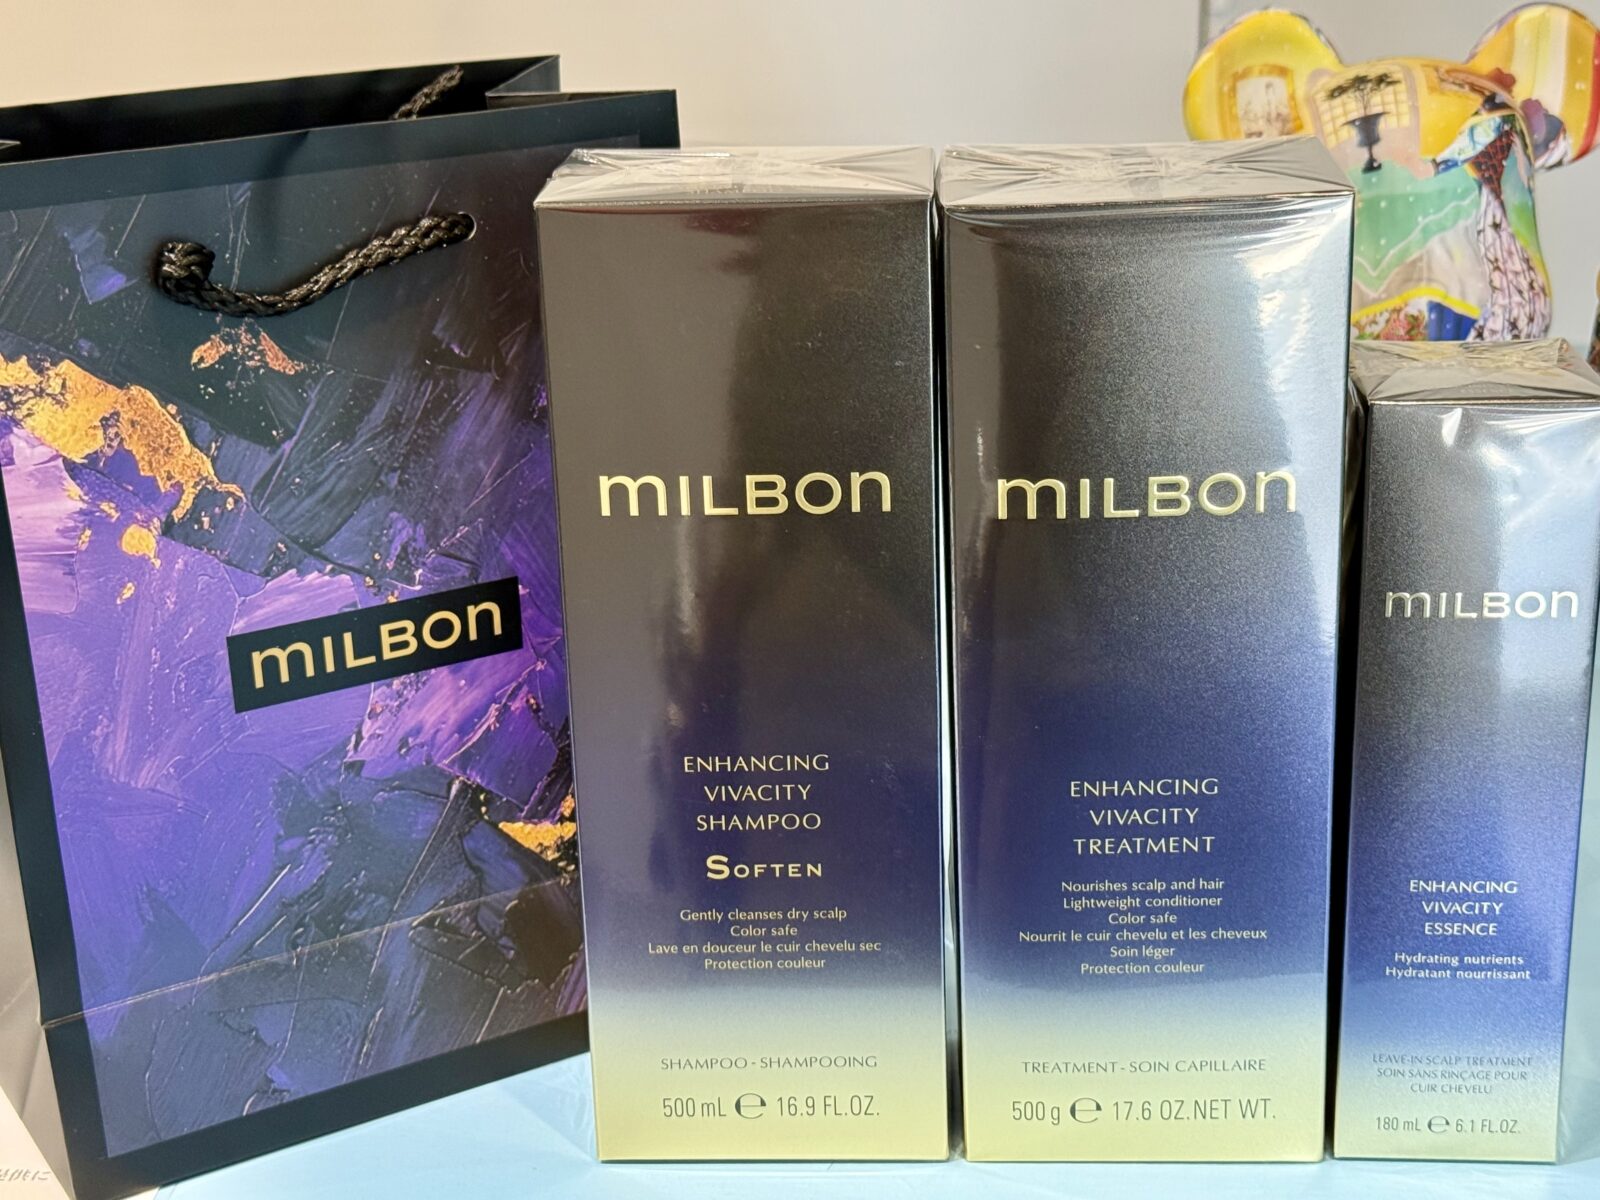 milbon
milbon
ENHANCING
VIVACITY
SHAMPOO
SOFTEN
Gently cleanses dry scalp
Color safe
Lave en douceur le cuir chevelu sec
Protection couleur
SHAMPOO - SHAMPOOING
500 mL ℮ 16.9 FL.OZ.
milbon
ENHANCING
VIVACITY
TREATMENT
Nourishes scalp and hair
Lightweight conditioner
Color safe
Nourrit le cuir chevelu et les cheveux
Soin léger
Protection couleur
TREATMENT - SOIN CAPILLAIRE
500 g ℮ 17.6 OZ.NET WT.
milbon
ENHANCING
VIVACITY
ESSENCE
Hydrating nutrients
Hydratant nourrissant
LEAVE-IN SCALP TREATMENT
SOIN SANS RINÇAGE POUR
CUIR CHEVELU
180 mL ℮ 6.1 FL.OZ.